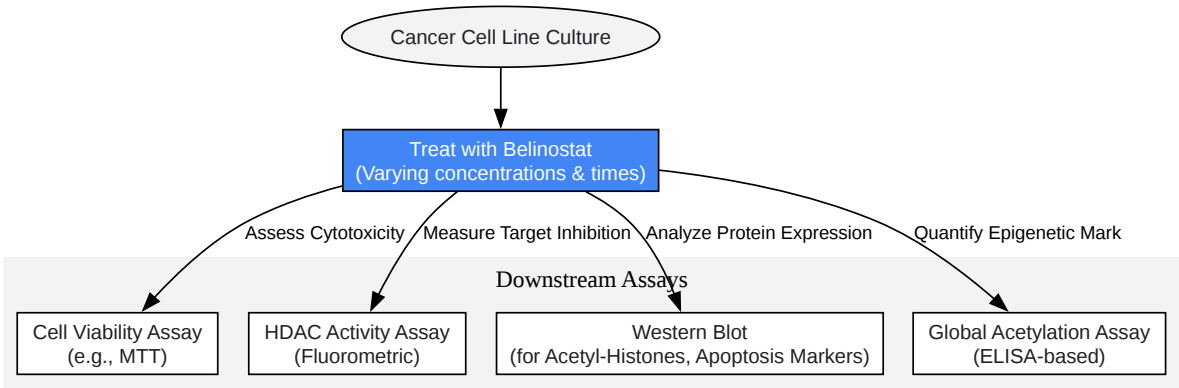 Cancer Cell Line Culture
Treat with Belinostat
(Varying concentrations & times)
Assess Cytotoxicity
Measure Target Inhibition
Analyze Protein Expression
Quantify Epigenetic Mark
Downstream Assays
Cell Viability Assay
(e.g., MTT)
HDAC Activity Assay
(Fluorometric)
Western Blot
(for Acetyl-Histones, Apoptosis Markers)
Global Acetylation Assay
(ELISA-based)